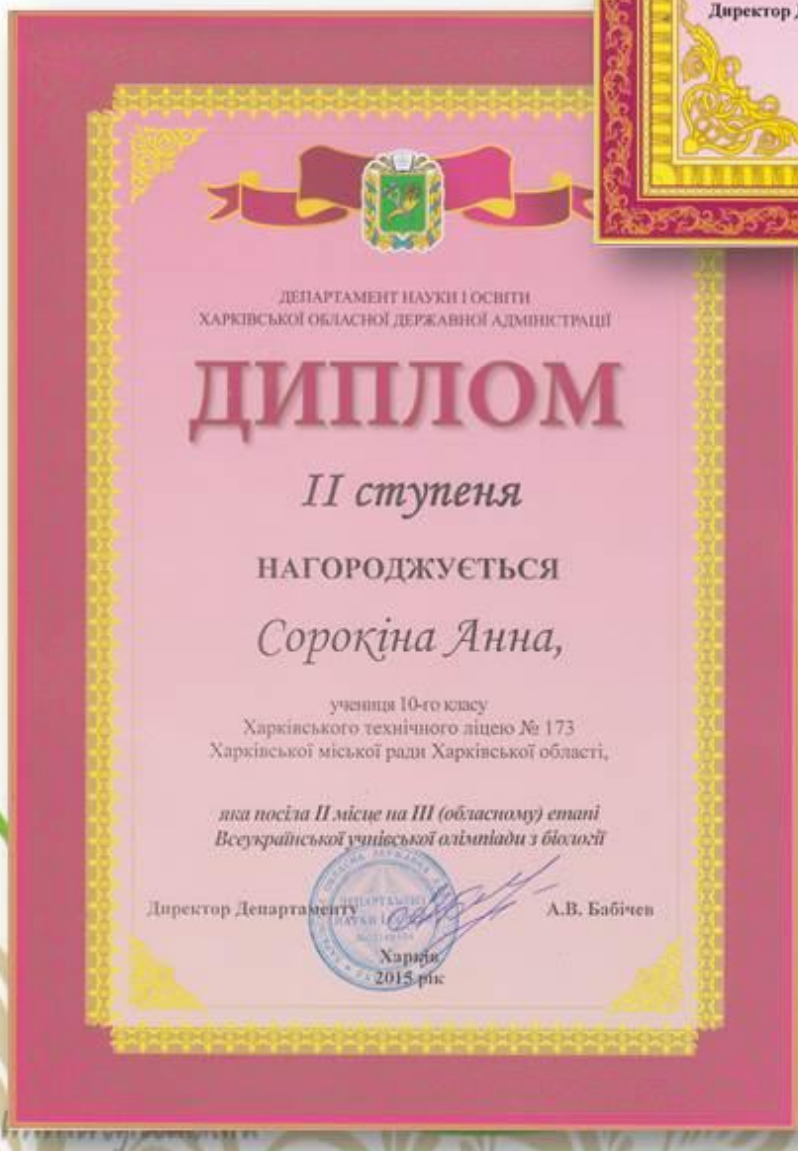 Директор
ДЕПАРТАМЕНТ НАУКИ І ОСВІТИ
ХАРКІВСЬКОЇ ОБЛАСНОЇ ДЕРЖАВНОЇ АДМІНІСТРАЦІЇ
ДИПЛОМ
II ступеня
НАГОРОДЖУЄТЬСЯ
Сорокіна Анна,
учениця 10-го класу
Харківського технічного ліцею № 173
Харківської міської ради Харківської області,
яка посіла II місце на III (обласному) етапі
Всеукраїнської учнівської олімпіади з біології
Директор Департаменту А.В. Бабічев
ДЕПАРТАМЕНТ
НАУКИ І
Харків
2015 рік